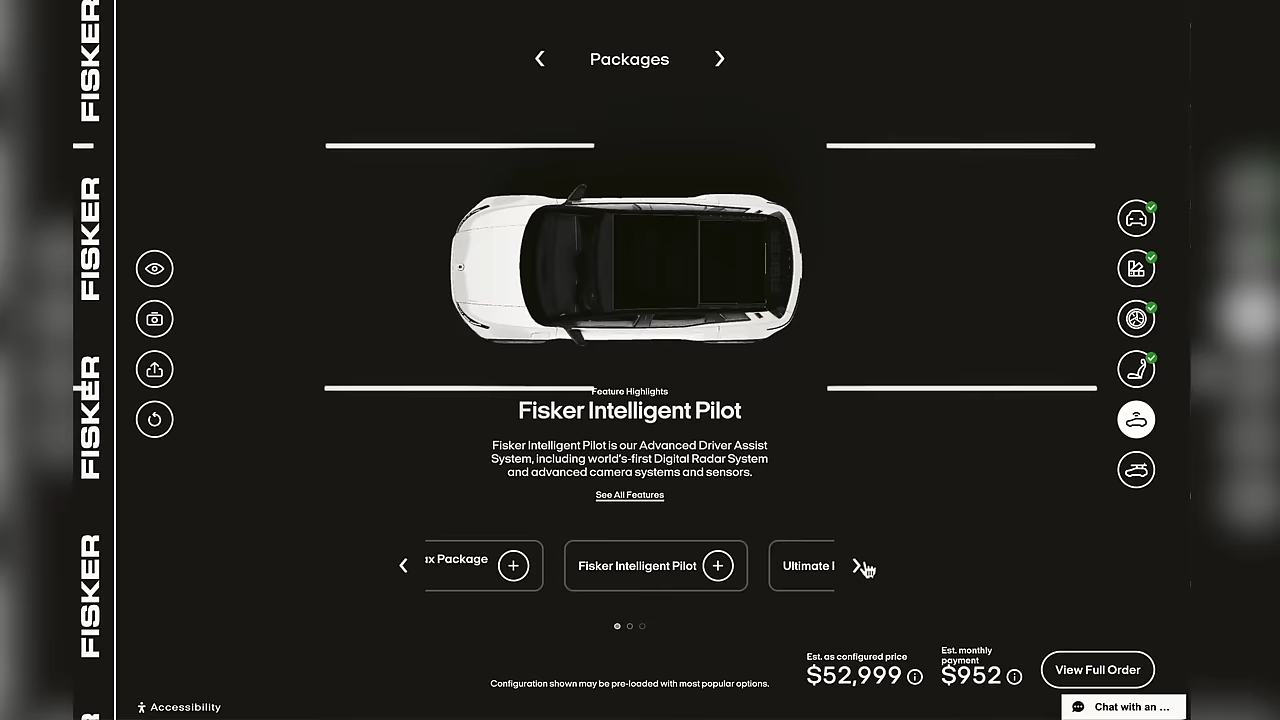 FISKER
FISKER
FISKER
FISKER
Packages
Feature Highlights
Fisker Intelligent Pilot
Fisker Intelligent Pilot is our Advanced Driver Assist
System, including world's-first Digital Radar System
and advanced camera systems and sensors.
See All Features
ax Package
Fisker Intelligent Pilot
Ultimate I
Configuration shown may be pre-loaded with most popular options.
Est. as configured price
$52,999
Est. monthly
payment
$952
View Full Order
Accessibility
Chat with an ...